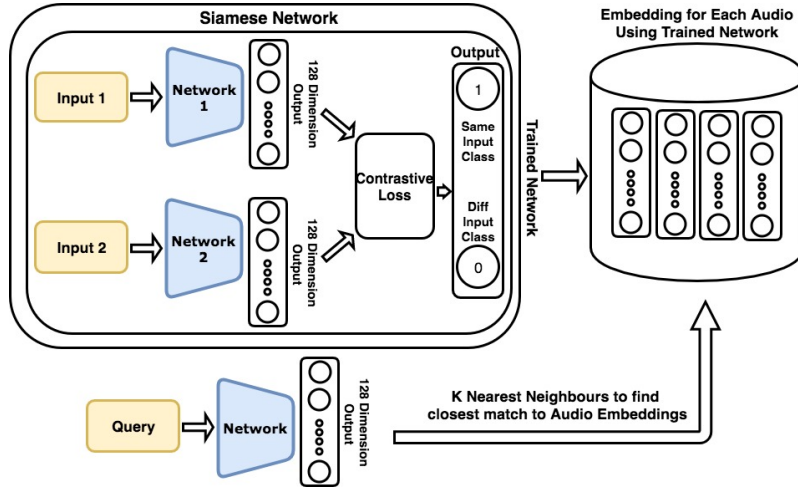 Siamese Network
Input 1
Network
1
128 Dimension
Output
Input 2
Network
2
128 Dimension
Output
Contrastive
Loss
Output
1
Same
Input
Class
Diff
Input
Class
0
Trained Network
Embedding for Each Audio
Using Trained Network
Query
Network
128 Dimension
Output
K Nearest Neighbours to find
closest match to Audio Embeddings